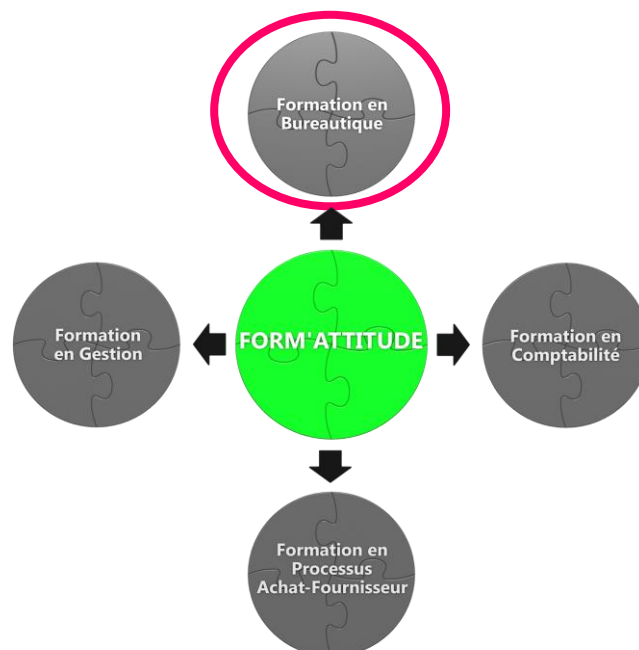 Formation en
Bureautique
Formation
en Gestion
FORM'ATTITUDE
Formation en
Comptabilité
Formation en
Processus
Achat-Fournisseur